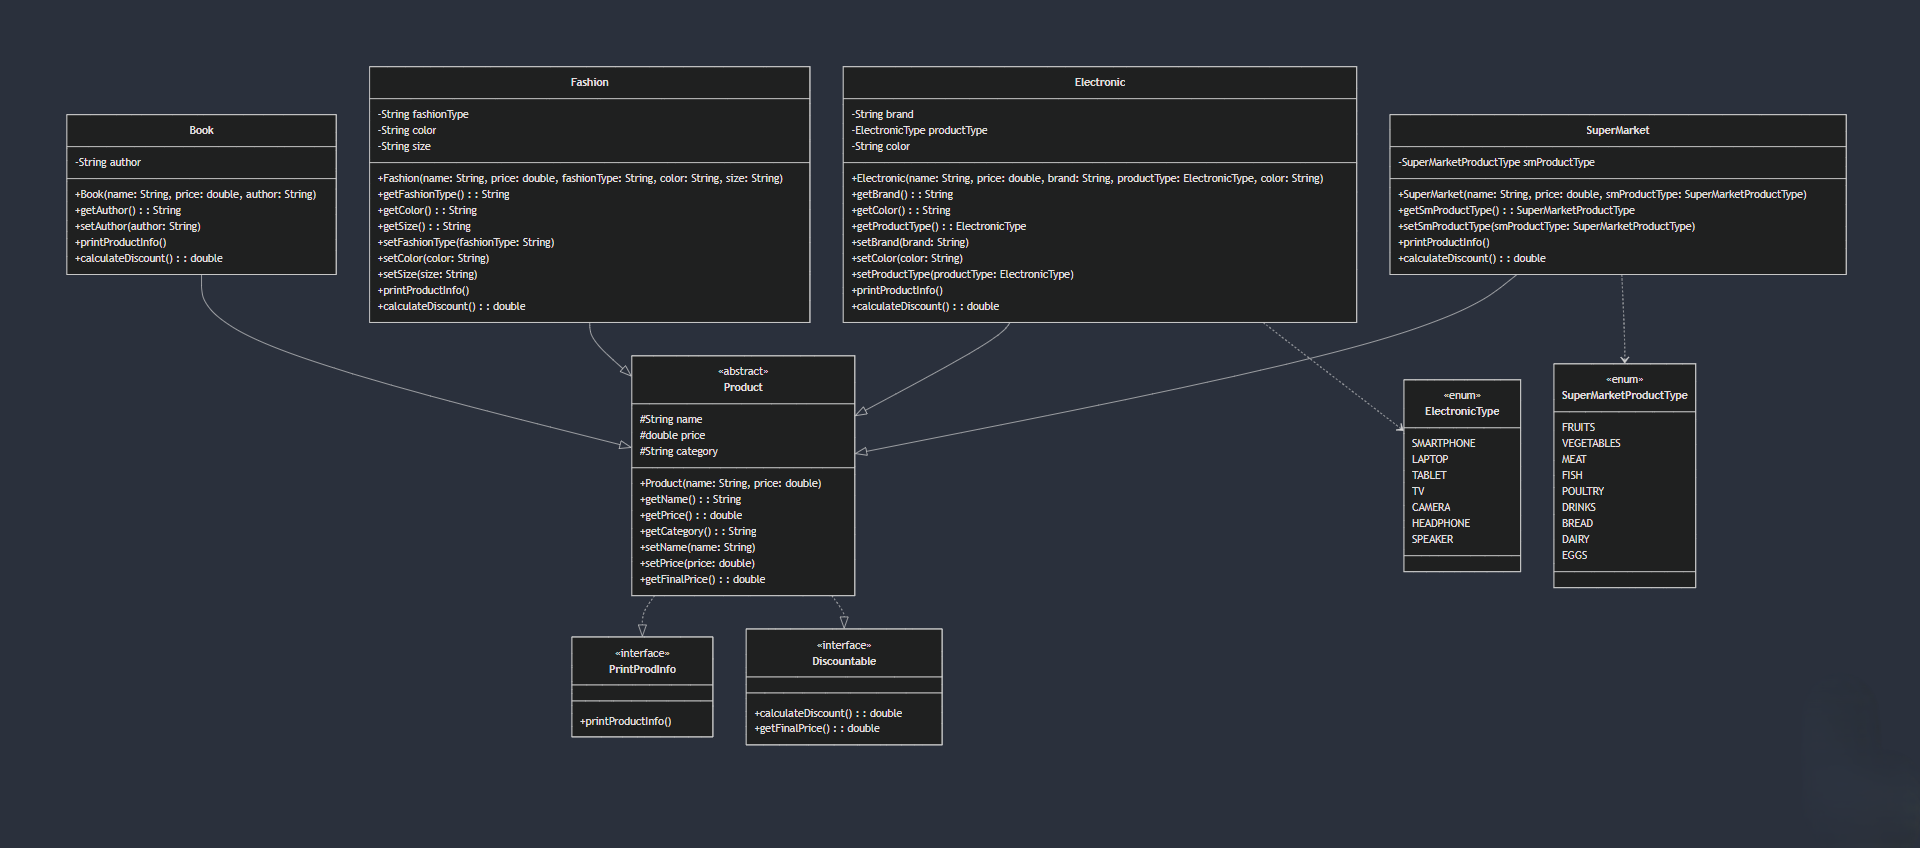 Book
-String author
+Book(name: String, price: double, author: String)
+getAuthor() : : String
+setAuthor(author: String)
+printProductInfo()
+calculateDiscount() : : double
Fashion
-String fashionType
-String color
-String size
+Fashion(name: String, price: double, fashionType: String, color: String, size: String)
+getFashionType() : : String
+getColor() : : String
+getSize() : : String
+setFashionType(fashionType: String)
+setColor(color: String)
+setSize(size: String)
+printProductInfo()
+calculateDiscount() : : double
Electronic
-String brand
-ElectronicType productType
-String color
+Electronic(name: String, price: double, brand: String, productType: ElectronicType, color: String)
+getBrand() : : String
+getColor() : : String
+getProductType() : : ElectronicType
+setBrand(brand: String)
+setColor(color: String)
+setProductType(productType: ElectronicType)
+printProductInfo()
+calculateDiscount() : : double
SuperMarket
-SuperMarketProductType smProductType
+SuperMarket(name: String, price: double, smProductType: SuperMarketProductType)
+getSmProductType() : : SuperMarketProductType
+setSmProductType(smProductType: SuperMarketProductType)
+printProductInfo()
+calculateDiscount() : : double
«abstract»
Product
#String name
#double price
#String category
+Product(name: String, price: double)
+getName() : : String
+getPrice() : : double
+getCategory() : : String
+setName(name: String)
+setPrice(price: double)
+getFinalPrice() : : double
«enum»
ElectronicType
SMARTPHONE
LAPTOP
TABLET
TV
CAMERA
HEADPHONE
SPEAKER
«enum»
SuperMarketProductType
FRUITS
VEGETABLES
MEAT
FISH
POULTRY
DRINKS
BREAD
DAIRY
EGGS
«interface»
PrintProdInfo
+printProductInfo()
«interface»
Discountable
+calculateDiscount() : : double
+getFinalPrice() : : double